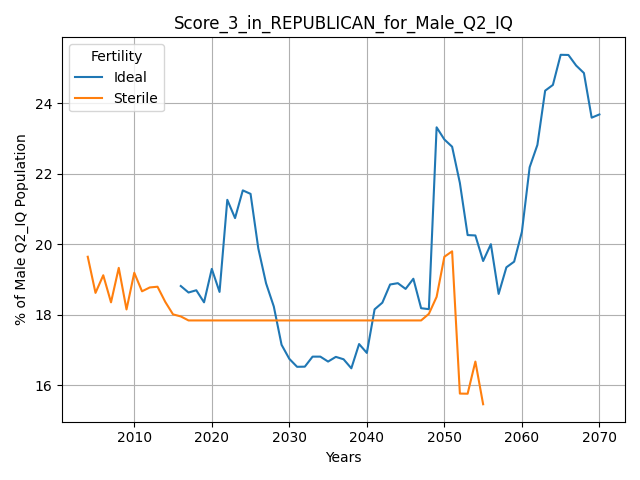 Score_3_in_REPUBLICAN_for_Male_Q2_IQ
Fertility
Ideal
Sterile
% of Male Q2_IQ Population
24
22
20
18
16
2010 2020 2030 2040 2050 2060 2070
Years